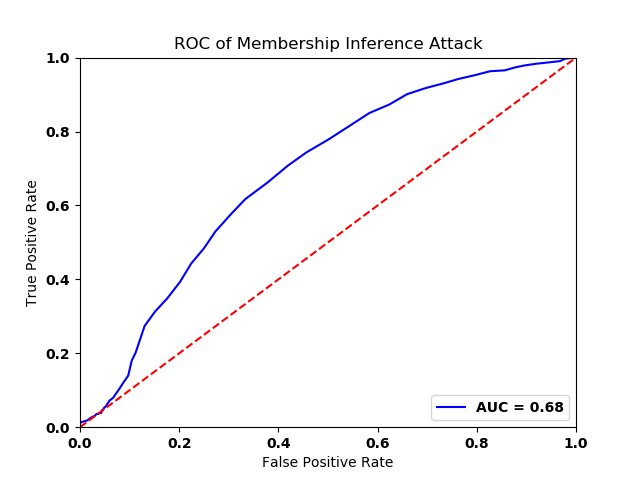 ROC of Membership Inference Attack
1.0
0.8
0.6
0.4
0.2
0.0
True Positive Rate
AUC = 0.68
0.0 0.2 0.4 0.6 0.8 1.0
False Positive Rate